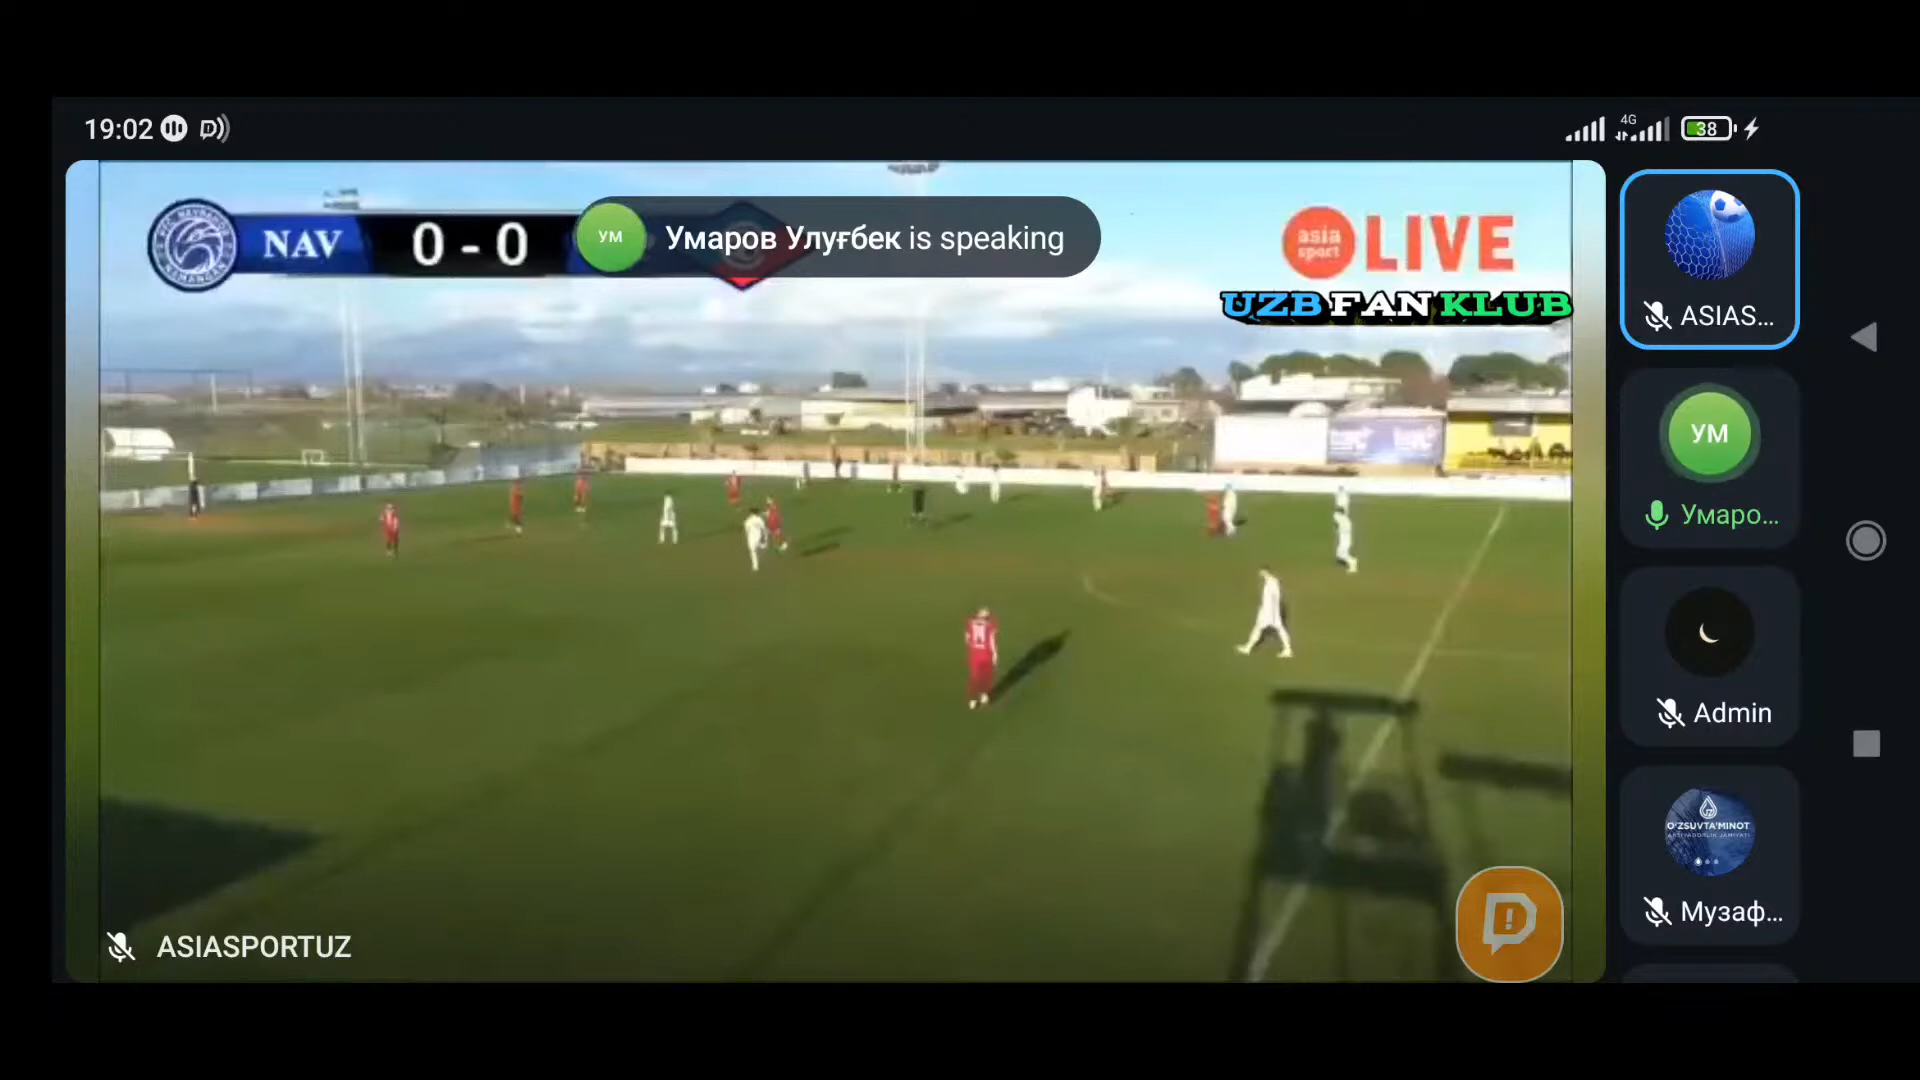 19:02
4G
38
NAV
0 - 0
УМ
Умаров Улуғбек is speaking
asia
sport
LIVE
UZB FAN KLUB
ASIAS...
УМ
Умаро...
Admin
O'ZSUVTA'MINOT
Музаф...
14
ASIASPORTUZ